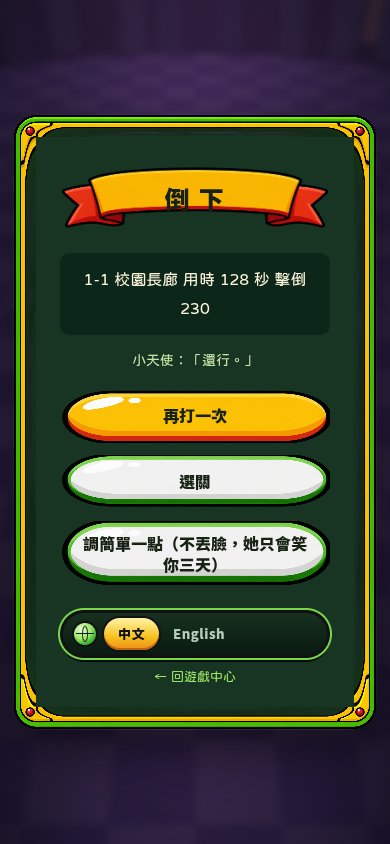 倒下
1-1 校園長廊 用時 128 秒 擊倒
230
小天使：「還行。」
再打一次
選關
調簡單一點（不丟臉，她只會笑
你三天）
中文 English
← 回遊戲中心